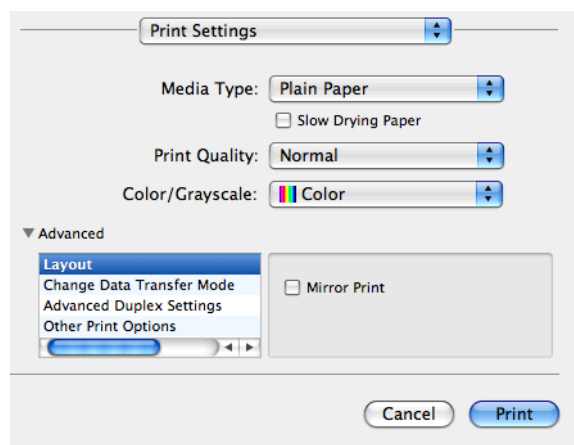 Print Settings
Media Type: Plain Paper
Slow Drying Paper
Print Quality: Normal
Color/Grayscale: Color
Advanced
Layout
Change Data Transfer Mode
Mirror Print
Advanced Duplex Settings
Other Print Options
Cancel Print